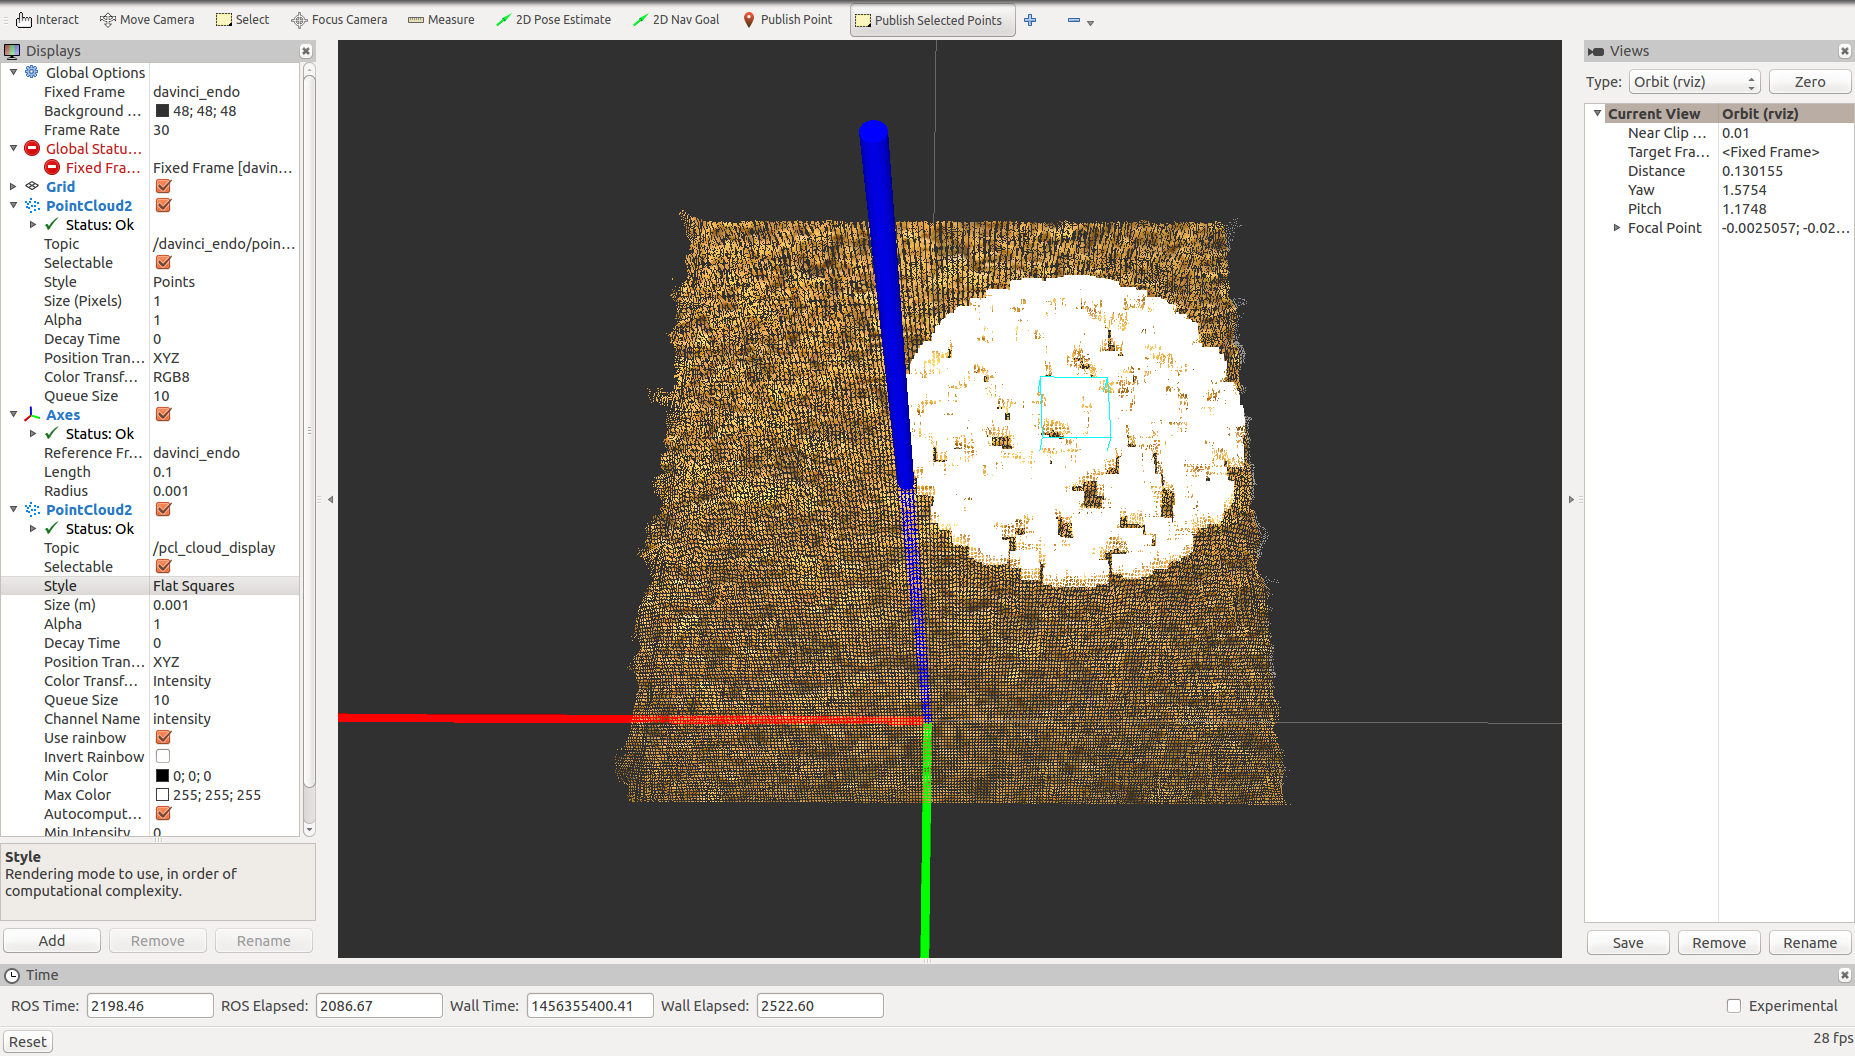 Interact Move Camera Select Focus Camera Measure 2D Pose Estimate 2D Nav Goal Publish Point Publish Selected Points
Displays
Global Options
Fixed Frame davinci_endo
Background ... 48; 48; 48
Frame Rate 30
Global Statu...
Fixed Fra... Fixed Frame [davin...
Grid
PointCloud2
Status: Ok
Topic /davinci_endo/poin...
Selectable
Style Points
Size (Pixels) 1
Alpha 1
Decay Time 0
Position Tran... XYZ
Color Transf... RGB8
Queue Size 10
Axes
Status: Ok
Reference Fr... davinci_endo
Length 0.1
Radius 0.001
PointCloud2
Status: Ok
Topic /pcl_cloud_display
Selectable
Style Flat Squares
Size (m) 0.001
Alpha 1
Decay Time 0
Position Tran... XYZ
Color Transf... Intensity
Queue Size 10
Channel Name intensity
Use rainbow
Invert Rainbow
Min Color 0; 0; 0
Max Color 255; 255; 255
Autocomput...
Min Intensity 0
Style
Rendering mode to use, in order of
computational complexity.
Add Remove Rename
Views
Type: Orbit (rviz) Zero
Current View Orbit (rviz)
Near Clip ... 0.01
Target Fra... <Fixed Frame>
Distance 0.130155
Yaw 1.5754
Pitch 1.1748
Focal Point -0.0025057; -0.02...
Save Remove Rename
Time
ROS Time: 2198.46 ROS Elapsed: 2086.67 Wall Time: 1456355400.41 Wall Elapsed: 2522.60 Experimental
Reset 28 fps